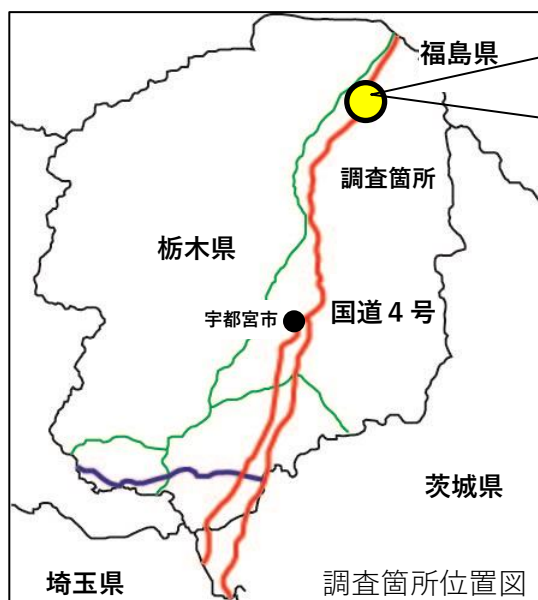 福島県
調査箇所
栃木県
宇都宮市
国道４号
茨城県
埼玉県
調査箇所位置図